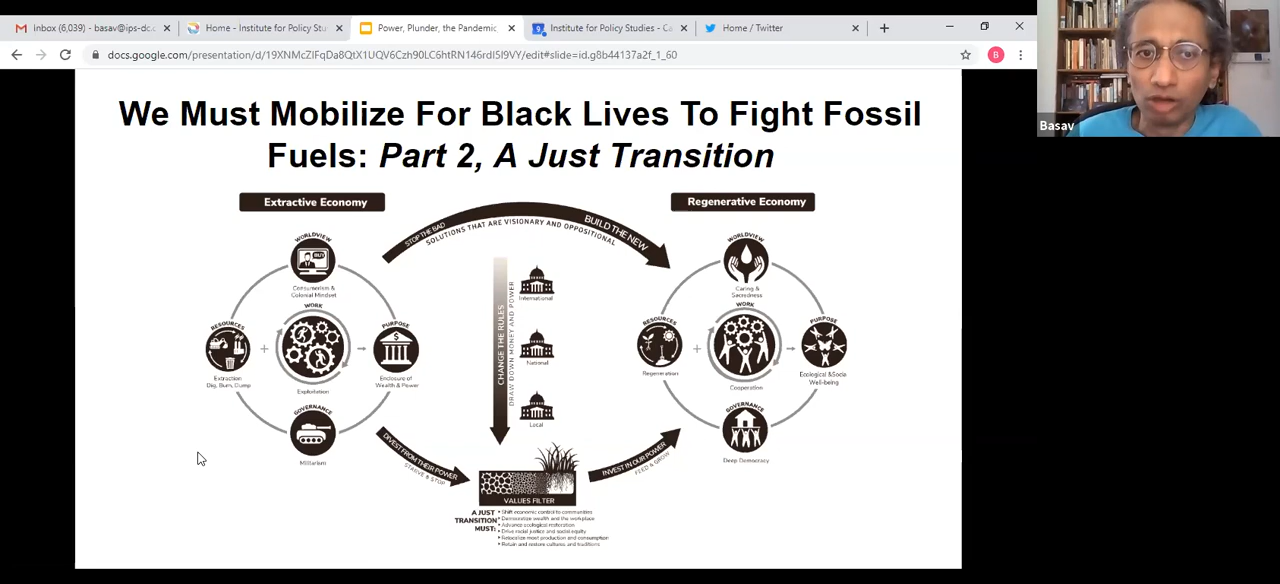 Inbox (6,039) - basav@ips-dc.o
Home - Institute for Policy Stu
Power, Plunder, the Pandemic,
Institute for Policy Studies - Ca
Home / Twitter
docs.google.com/presentation/d/19XNMcZIFqDa8QtX1UQV6Czh90LC6htRN146rdI5I9VY/edit#slide=id.g8b44137a2f_1_60
B
Basav
We Must Mobilize For Black Lives To Fight Fossil
Fuels: Part 2, A Just Transition
Extractive Economy
Regenerative Economy
STOP THE BAD
BUILD THE NEW
SOLUTIONS THAT ARE VISIONARY AND OPPOSITIONAL
WORLDVIEW
BUY
Consumerism &
Colonial Mindset
RESOURCES
Extraction
Dig, Burn, Dump
WORK
Exploitation
PURPOSE
$
Enclosure of
Wealth & Power
GOVERNANCE
Militarism
CHANGE THE RULES
DRAW DOWN MONEY AND POWER
International
National
Local
WORLDVIEW
Caring &
Sacredness
RESOURCES
Regeneration
WORK
Cooperation
PURPOSE
Ecological &Socia
Well-being
GOVERNANCE
Deep Democracy
DIVEST FROM THEIR POWER
STARVE & STOP
INVEST IN OUR POWER
FEED & GROW
VALUES FILTER
A JUST
TRANSITION
MUST:
• Shift economic control to communities
• Democratize wealth and the workplace
• Advance ecological restoration
• Drive racial justice and social equity
• Relocalize most production and consumption
• Retain and restore cultures and traditions